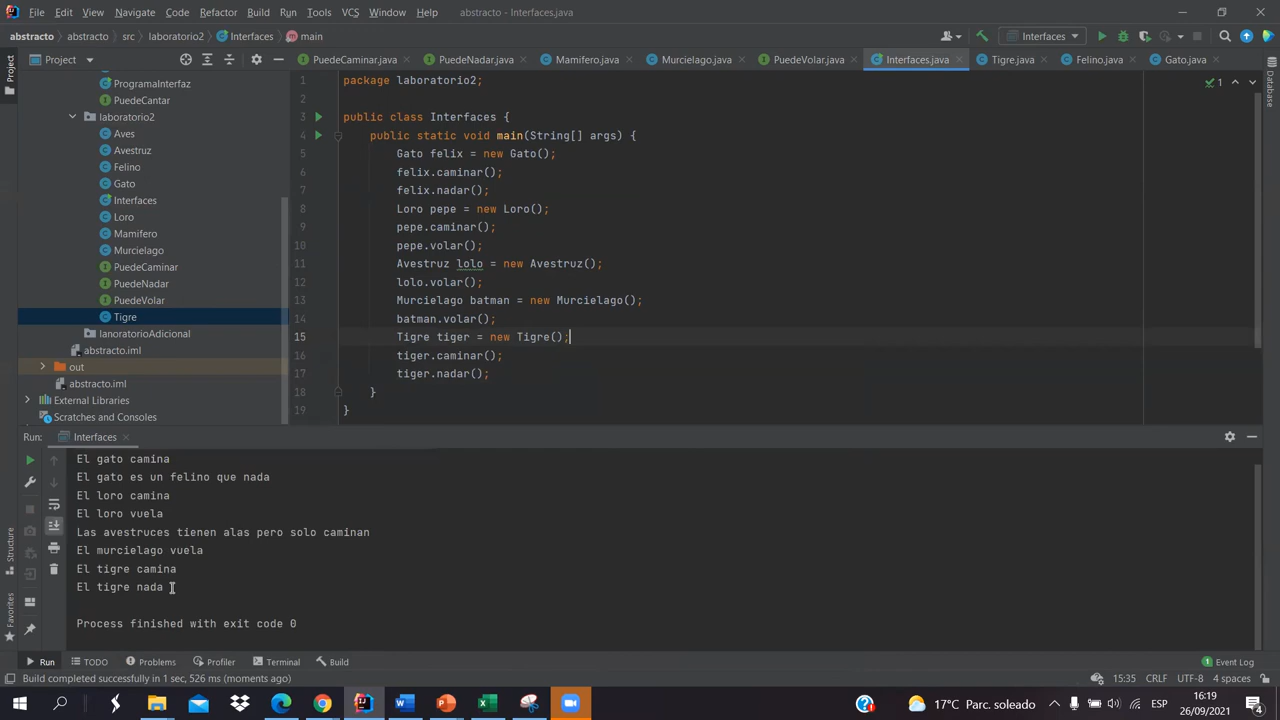 File Edit View Navigate Code Refactor Build Run Tools VCS Window Help abstracto - Interfaces.java
abstracto abstracto src laboratorio2 Interfaces main Interfaces
Project
Project
PuedeCaminar.java PuedeNadar.java Mamifero.java Murcielago.java PuedeVolar.java Interfaces.java Tigre.java Felino.java Gato.java
Database
ProgramaInterfaz
PuedeCantar
laboratorio2
Aves
Avestruz
Felino
Gato
Interfaces
Loro
Mamifero
Murcielago
PuedeCaminar
PuedeNadar
PuedeVolar
Tigre
lanoratorioAdicional
abstracto.iml
out
abstracto.iml
External Libraries
Scratches and Consoles
1 package laboratorio2;
1
2
3 public class Interfaces {
4 public static void main(String[] args) {
5 Gato felix = new Gato();
6 felix.caminar();
7 felix.nadar();
8 Loro pepe = new Loro();
9 pepe.caminar();
10 pepe.volar();
11 Avestruz lolo = new Avestruz();
12 lolo.volar();
13 Murcielago batman = new Murcielago();
14 batman.volar();
15 Tigre tiger = new Tigre();
16 tiger.caminar();
17 tiger.nadar();
18 }
19 }
Run: Interfaces
El gato camina
El gato es un felino que nada
El loro camina
El loro vuela
Las avestruces tienen alas pero solo caminan
El murcielago vuela
El tigre camina
El tigre nada
Process finished with exit code 0
Structure
Favorites
Run TODO Problems Profiler Terminal Build 1 Event Log
Build completed successfully in 1 sec, 526 ms (moments ago) 15:35 CRLF UTF-8 4 spaces
17°C Parc. soleado ESP 16:19
26/09/2021
4